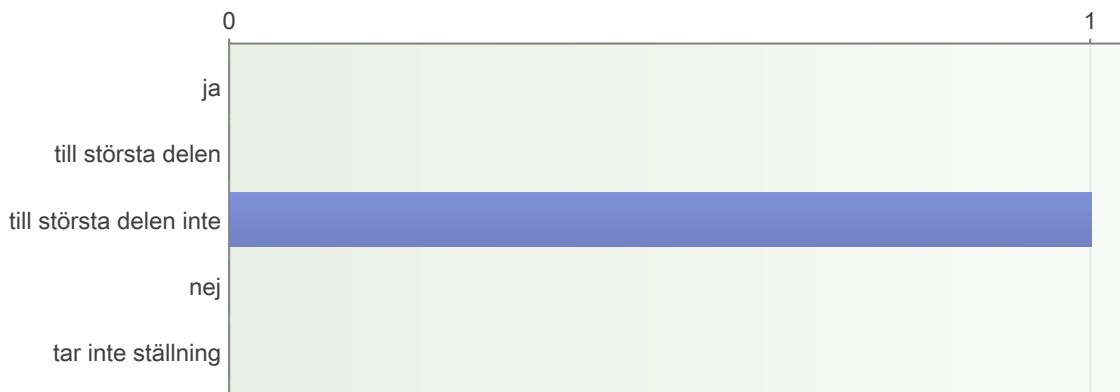 0 1
ja
till största delen
till största delen inte
nej
tar inte ställning